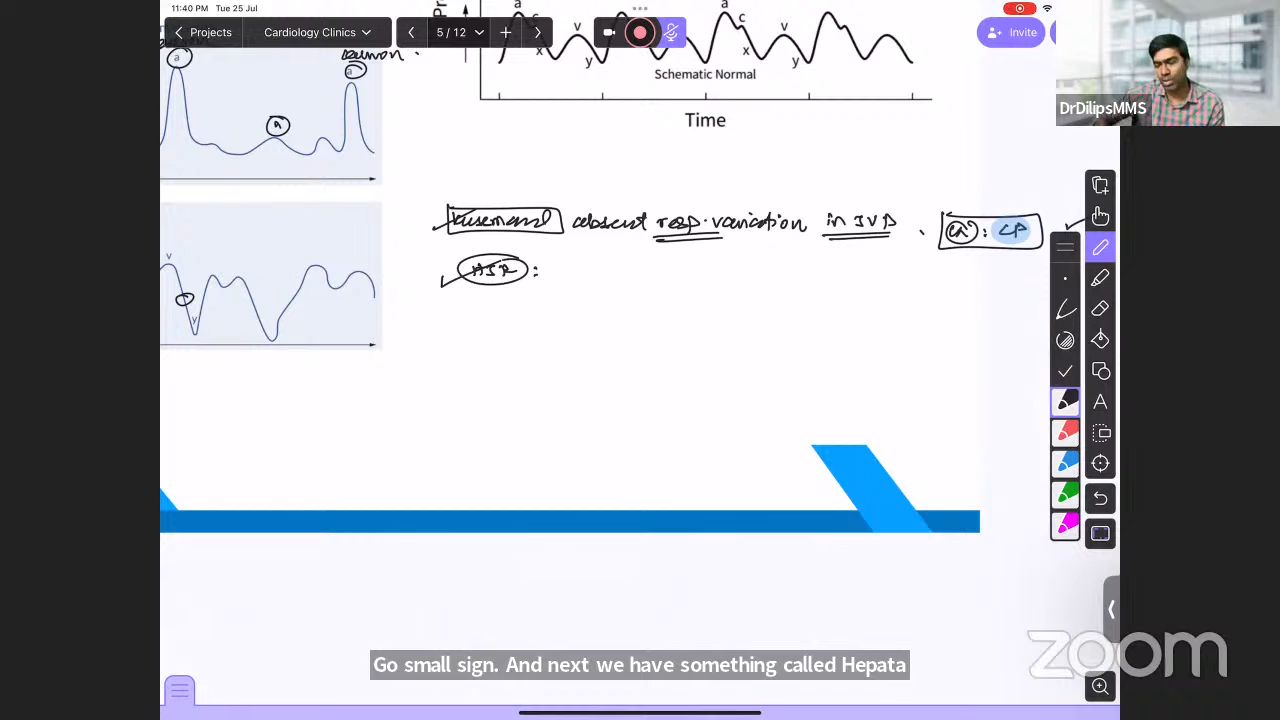 11:40 PM Tue 25 Jul
Projects Cardiology Clinics 5 / 12 Invite
DrDilipsMMS
a c v x y a c v x y
Schematic Normal
Time
a a a
v y
absent resp. variation in JVP . : CP
HJR :
A
Go small sign. And next we have something called Hepata
zoom